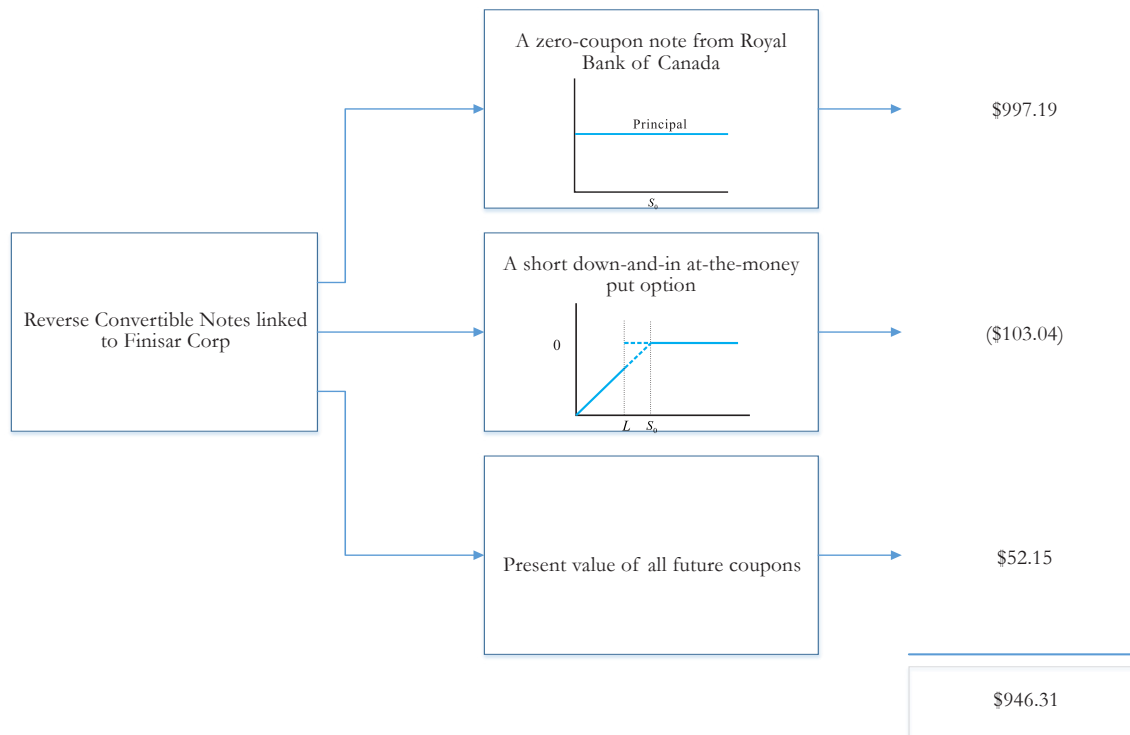 A zero-coupon note from Royal
Bank of Canada
Principal
S₀
$997.19
Reverse Convertible Notes linked
to Finisar Corp
A short down-and-in at-the-money
put option
0
L S₀
($103.04)
Present value of all future coupons
$52.15
$946.31